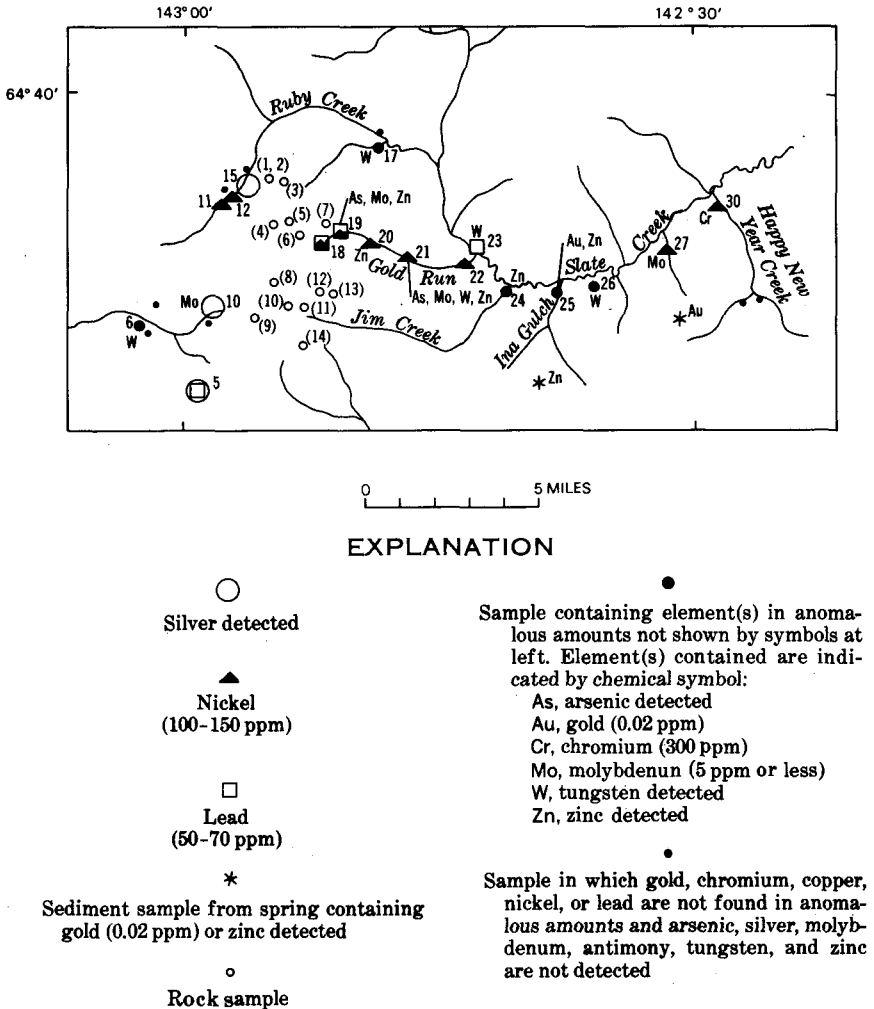 143°00'
142°30'
64°40'
Ruby Creek
W
17
(1, 2)
15
(3)
11
12
As, Mo, Zn
(7)
(5)
19
(4)
(6)
18
Zn
20
21
Gold Run
W
23
22
As, Mo, W, Zn
30
Cr
Happy New Year Creek
27
Mo
Au, Zn
Slate Creek
Zn
24
25
26
W
Au
(8)
(12)
(13)
Mo
10
(10)
(11)
(9)
Jim Creek
Ina Gulch
6
W
(14)
Zn
5
0
5 MILES
EXPLANATION
Silver detected
Nickel
(100-150 ppm)
Lead
(50-70 ppm)
Sediment sample from spring containing
gold (0.02 ppm) or zinc detected
Rock sample
Sample containing element(s) in anoma-
lous amounts not shown by symbols at
left. Element(s) contained are indi-
cated by chemical symbol:
As, arsenic detected
Au, gold (0.02 ppm)
Cr, chromium (300 ppm)
Mo, molybdenun (5 ppm or less)
W, tungsten detected
Zn, zinc detected
Sample in which gold, chromium, copper,
nickel, or lead are not found in anoma-
lous amounts and arsenic, silver, molyb-
denum, antimony, tungsten, and zinc
are not detected